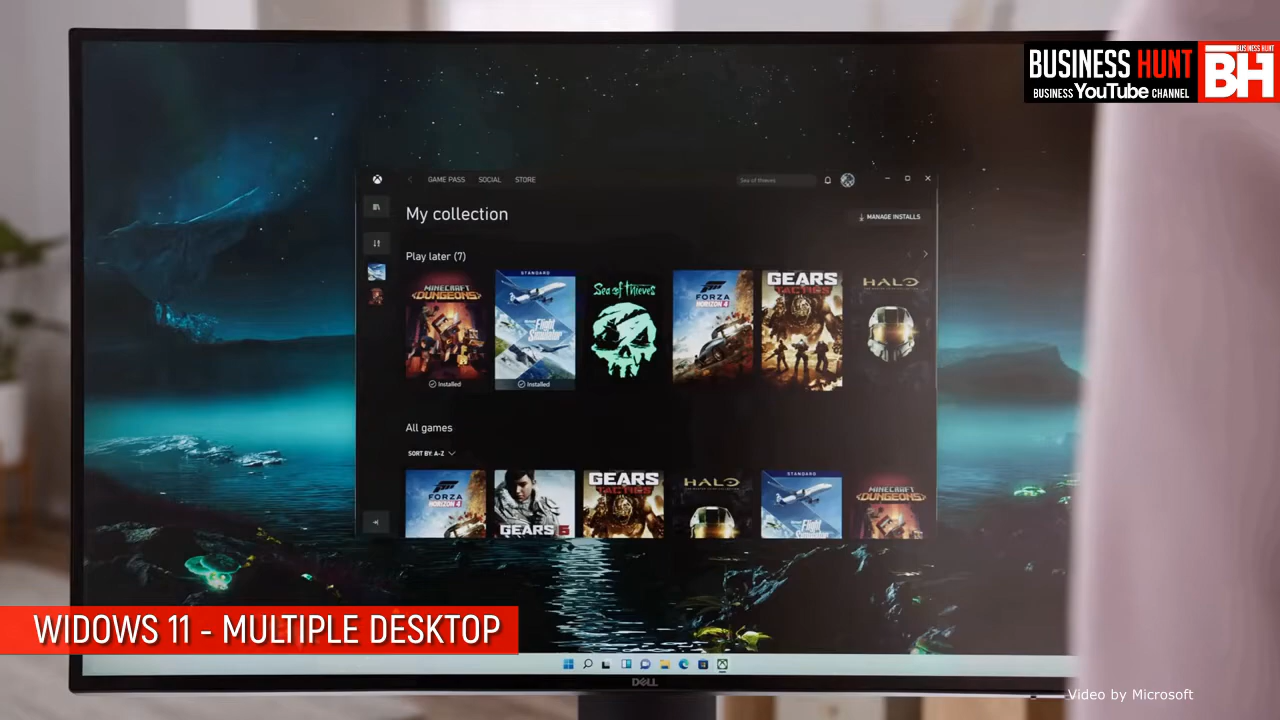 BUSINESS HUNT
BUSINESS YouTube CHANNEL
BUSINESS HUNT
BH
GAME PASS SOCIAL STORE
Sea of thieves
My collection
MANAGE INSTALLS
Play later (7)
MINECRAFT
DUNGEONS
Installed
STANDARD
Microsoft
Flight
Simulator
Installed
Sea of Thieves
FORZA
HORIZON 4
GEARS
TACTICS
HALO
All games
SORT BY: A-Z
FORZA
HORIZON 4
GEARS 5
GEARS
TACTICS
HALO
STANDARD
Flight
Simulator
MINECRAFT
DUNGEONS
WIDOWS 11 - MULTIPLE DESKTOP
DELL
Video by Microsoft